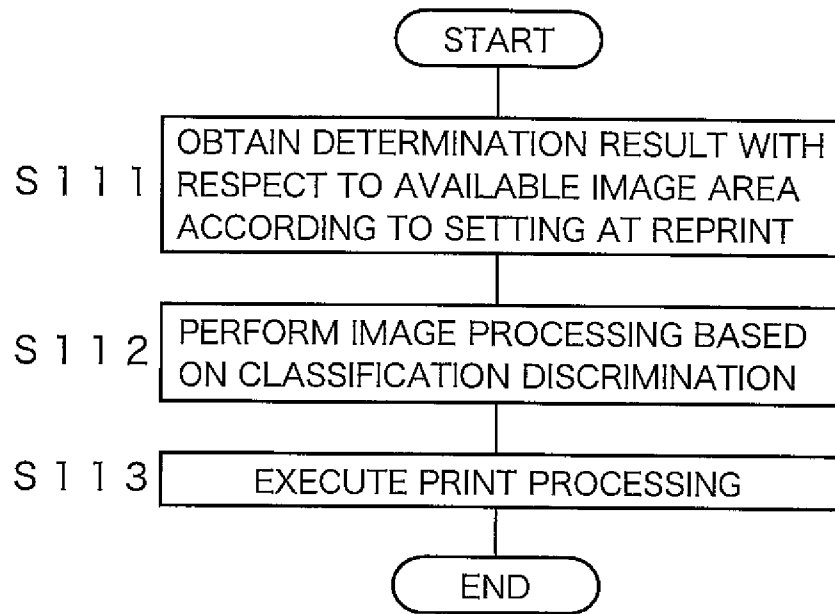 START
S111
OBTAIN DETERMINATION RESULT WITH
RESPECT TO AVAILABLE IMAGE AREA
ACCORDING TO SETTING AT REPRINT
S112
PERFORM IMAGE PROCESSING BASED
ON CLASSIFICATION DISCRIMINATION
S113
EXECUTE PRINT PROCESSING
END